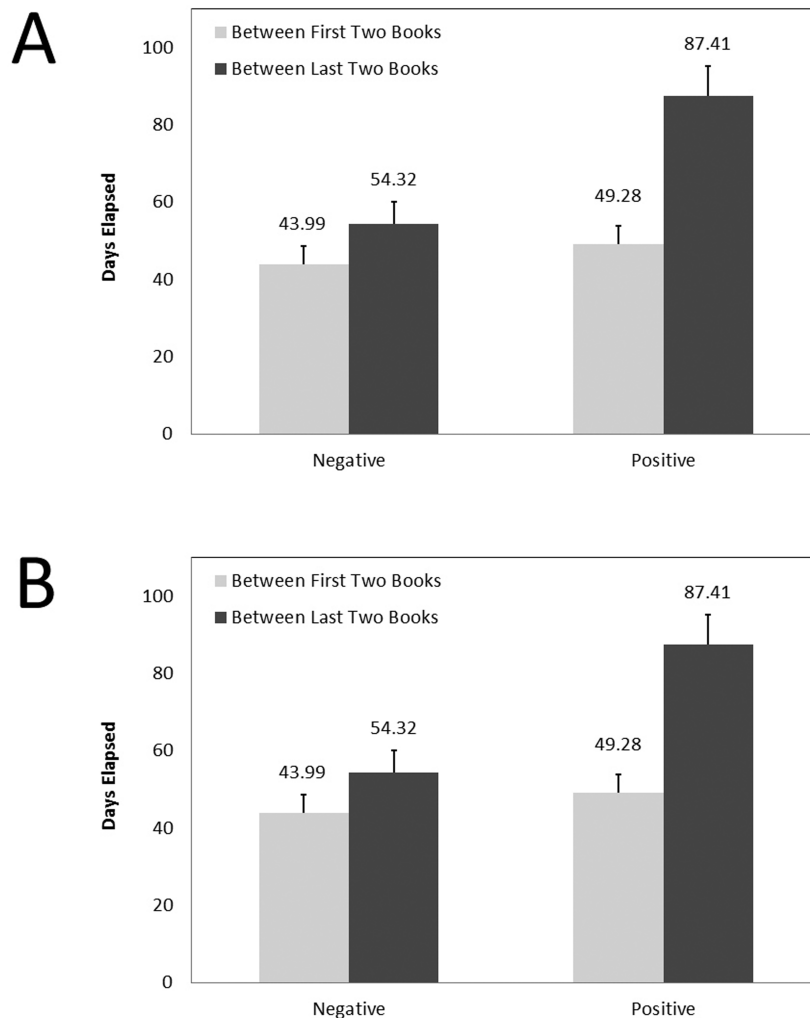 A
Between First Two Books
Between Last Two Books
87.41
54.32
49.28
43.99
Days Elapsed
100
80
60
40
20
0
Negative Positive
B
Between First Two Books
Between Last Two Books
87.41
54.32
49.28
43.99
Days Elapsed
100
80
60
40
20
0
Negative Positive